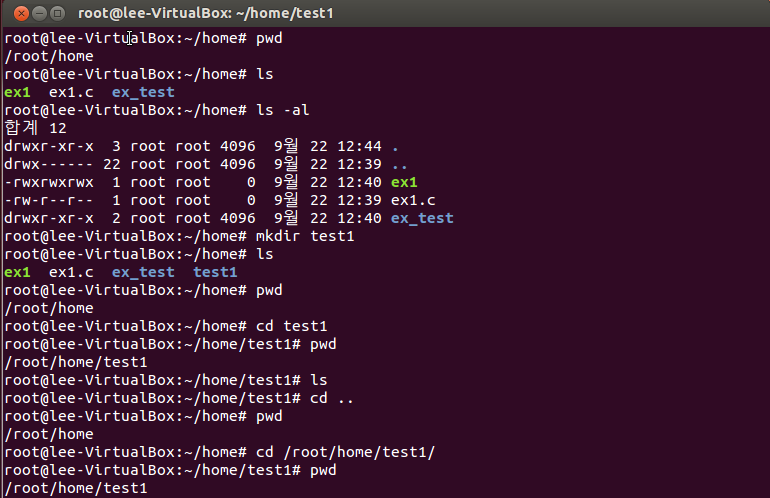 root@lee-VirtualBox: ~/home/test1
root@lee-VirtualBox:~/home# pwd
/root/home
root@lee-VirtualBox:~/home# ls
ex1  ex1.c  ex_test
root@lee-VirtualBox:~/home# ls -al
합계 12
drwxr-xr-x  3 root root 4096  9월 22 12:44 .
drwx------ 22 root root 4096  9월 22 12:39 ..
-rwxrwxrwx  1 root root    0  9월 22 12:40 ex1
-rw-r--r--  1 root root    0  9월 22 12:39 ex1.c
drwxr-xr-x  2 root root 4096  9월 22 12:40 ex_test
root@lee-VirtualBox:~/home# mkdir test1
root@lee-VirtualBox:~/home# ls
ex1  ex1.c  ex_test  test1
root@lee-VirtualBox:~/home# pwd
/root/home
root@lee-VirtualBox:~/home# cd test1
root@lee-VirtualBox:~/home/test1# pwd
/root/home/test1
root@lee-VirtualBox:~/home/test1# ls
root@lee-VirtualBox:~/home/test1# cd ..
root@lee-VirtualBox:~/home# pwd
/root/home
root@lee-VirtualBox:~/home# cd /root/home/test1/
root@lee-VirtualBox:~/home/test1# pwd
/root/home/test1